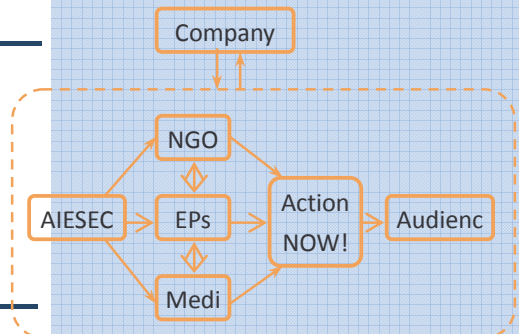 Company
NGO
AIESEC
EPs
Action
NOW!
Audienc
Medi